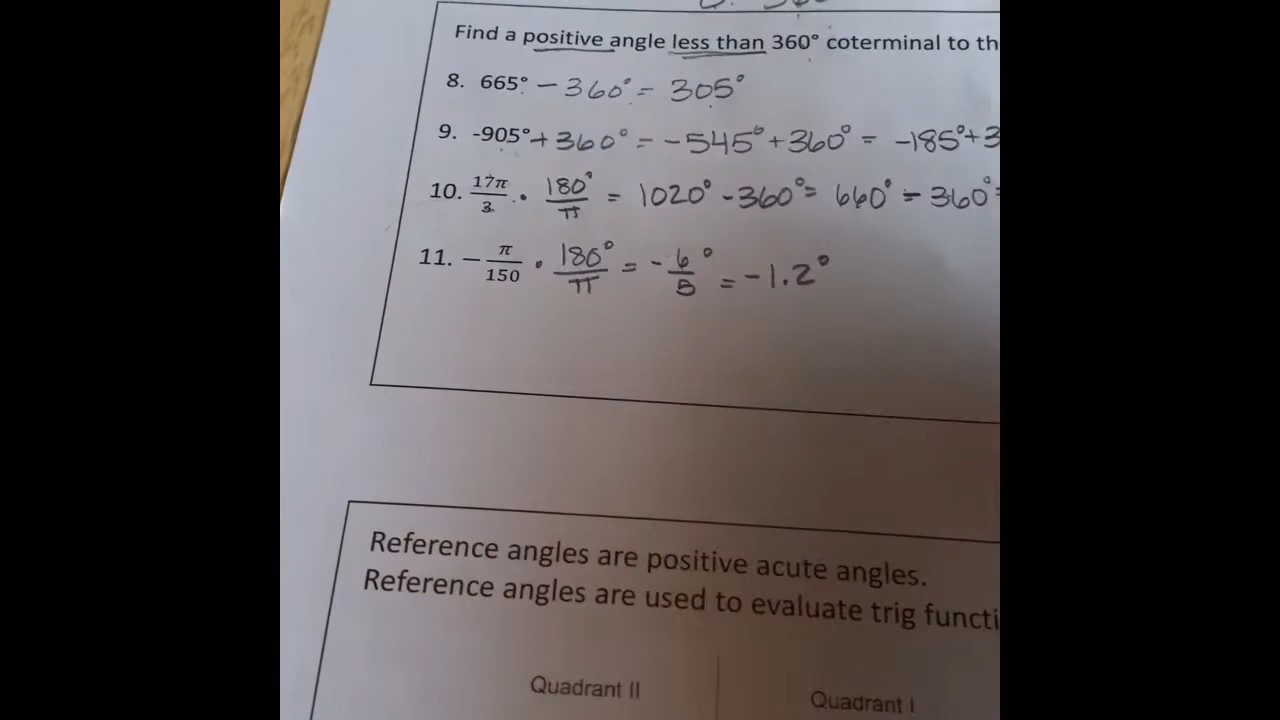 Find a positive angle less than 360° coterminal to th
8. 665° - 360° = 305°
9. -905° + 360° = -545° + 360° = -185° + 3
10. 17π/3 · 180°/π = 1020° - 360° = 660° - 360° =
11. - π/150 · 180°/π = - 6/5° = -1.2°
Reference angles are positive acute angles.
Reference angles are used to evaluate trig functi
Quadrant II
Quadrant I